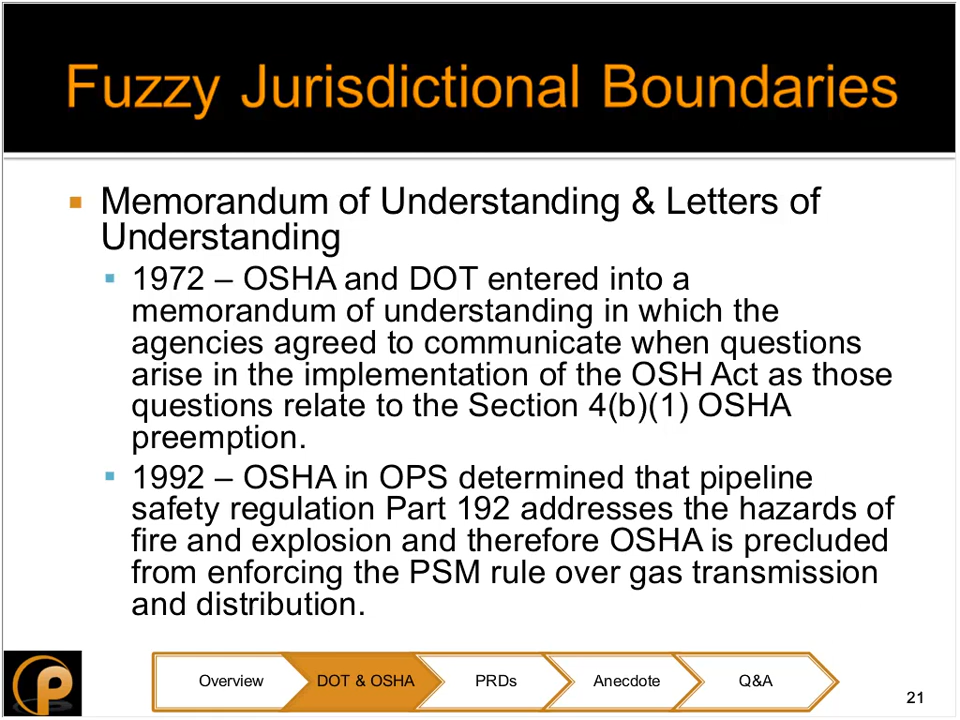 Fuzzy Jurisdictional Boundaries
Memorandum of Understanding & Letters of
Understanding
1972 – OSHA and DOT entered into a
memorandum of understanding in which the
agencies agreed to communicate when questions
arise in the implementation of the OSH Act as those
questions relate to the Section 4(b)(1) OSHA
preemption.
1992 – OSHA in OPS determined that pipeline
safety regulation Part 192 addresses the hazards of
fire and explosion and therefore OSHA is precluded
from enforcing the PSM rule over gas transmission
and distribution.
P
Overview DOT & OSHA PRDs Anecdote Q&A
21